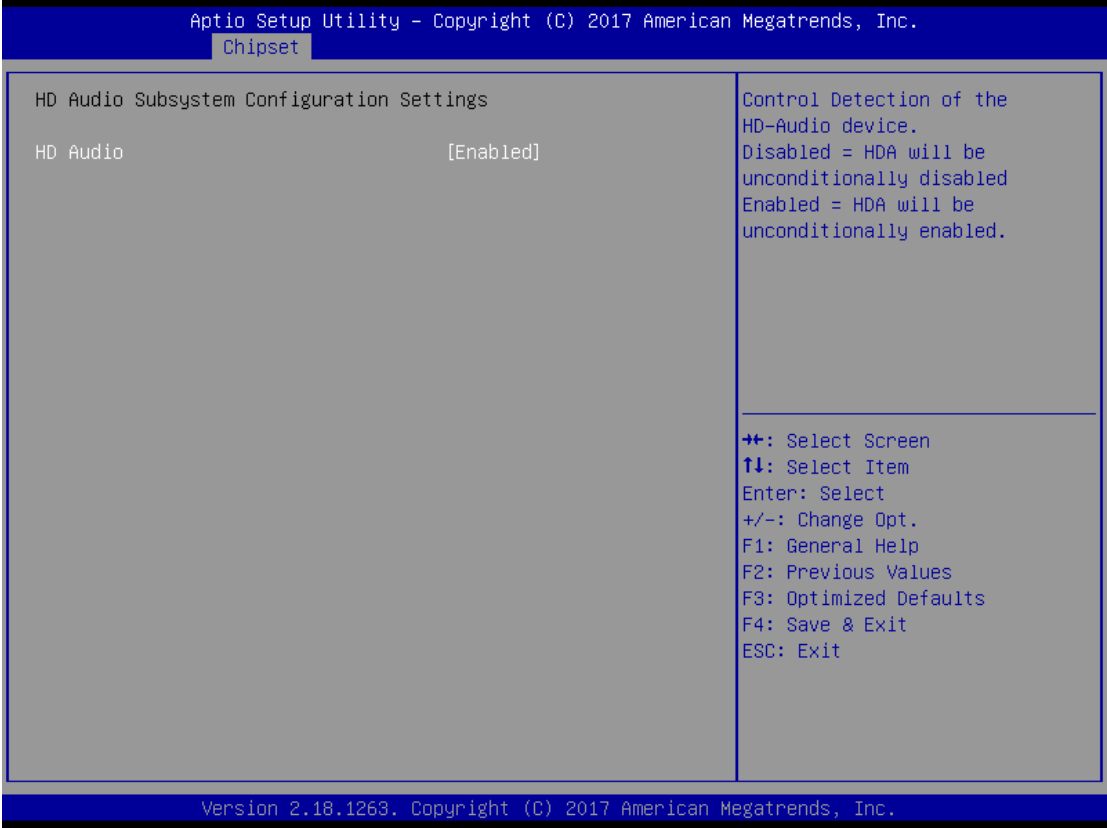 Aptio Setup Utility – Copyright (C) 2017 American Megatrends, Inc.
Chipset
HD Audio Subsystem Configuration Settings
HD Audio [Enabled]
Control Detection of the
HD-Audio device.
Disabled = HDA will be
unconditionally disabled
Enabled = HDA will be
unconditionally enabled.
→←: Select Screen
↑↓: Select Item
Enter: Select
+/-: Change Opt.
F1: General Help
F2: Previous Values
F3: Optimized Defaults
F4: Save & Exit
ESC: Exit
Version 2.18.1263. Copyright (C) 2017 American Megatrends, Inc.